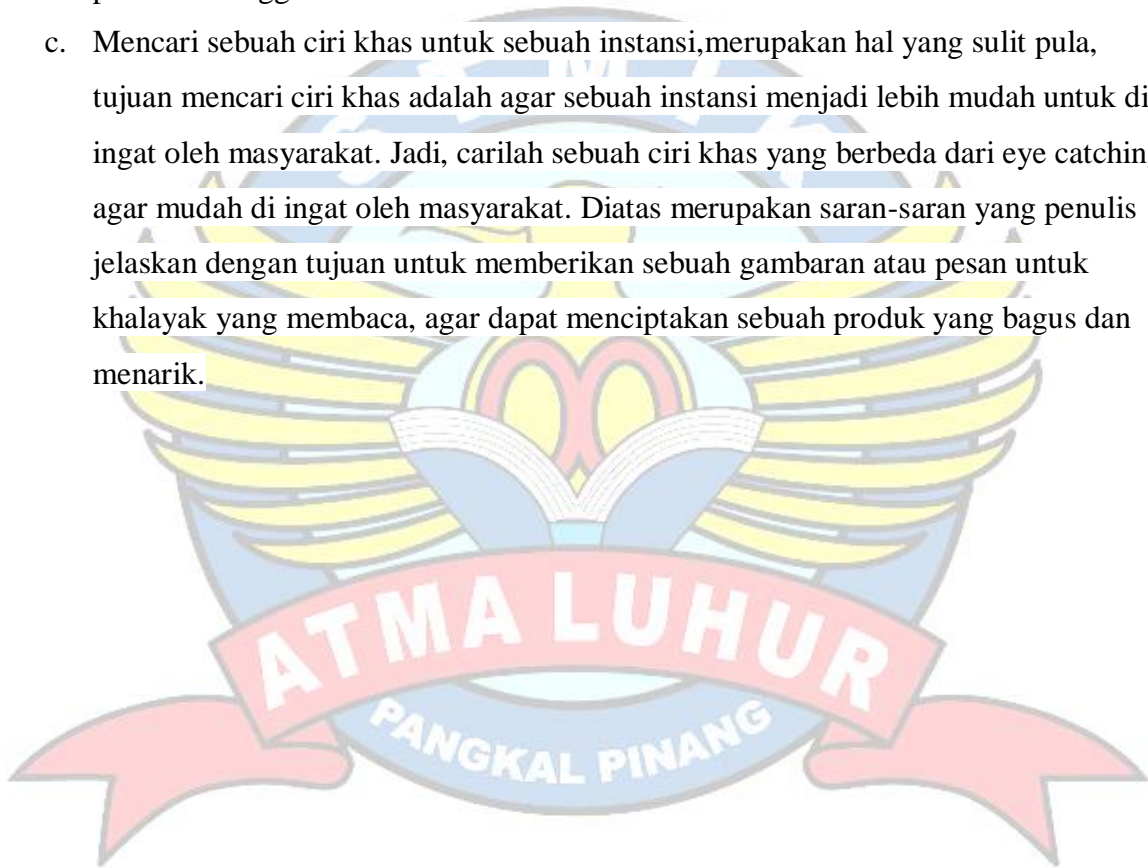 c. Mencari sebuah ciri khas untuk sebuah instansi,merupakan hal yang sulit pula,
tujuan mencari ciri khas adalah agar sebuah instansi menjadi lebih mudah untuk di
ingat oleh masyarakat. Jadi, carilah sebuah ciri khas yang berbeda dari eye catchin
agar mudah di ingat oleh masyarakat. Diatas merupakan saran-saran yang penulis
jelaskan dengan tujuan untuk memberikan sebuah gambaran atau pesan untuk
khalayak yang membaca, agar dapat menciptakan sebuah produk yang bagus dan
menarik.
ATMA LUHUR
PANGKAL PINANG